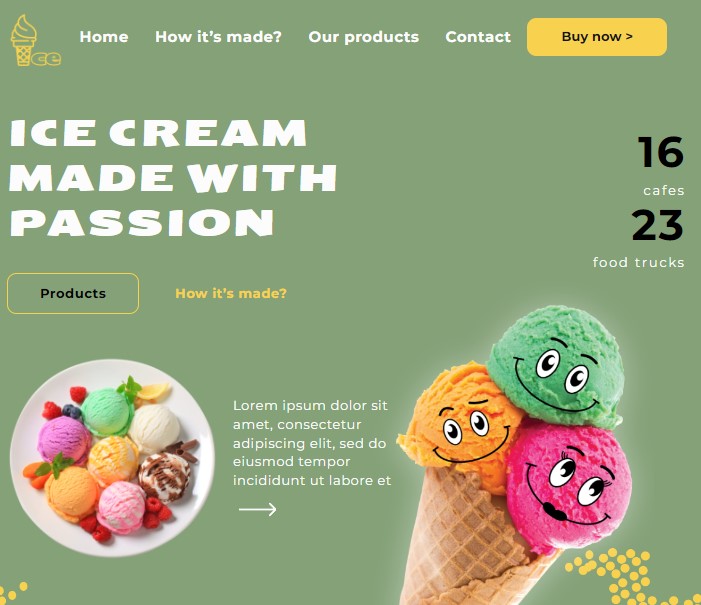 ce
Home How it's made? Our products Contact Buy now >
ICE CREAM
MADE WITH
PASSION
16
cafes
23
food trucks
Products How it's made?
Lorem ipsum dolor sit
amet, consectetur
adipiscing elit, sed do
eiusmod tempor
incididunt ut labore et